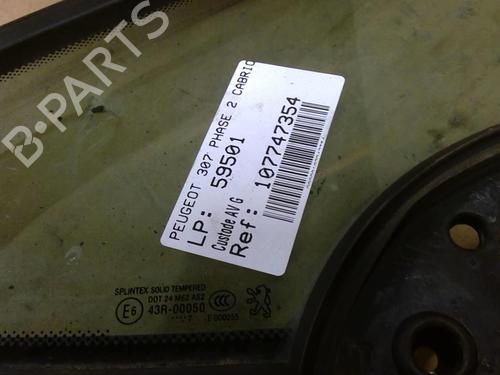 B-PARTS
PEUGEOT 307 PHASE 2 CABRIO
LP: 59501
Custode AV G
Ref: 107747354
SPLINTEX SOLID TEMPERED
DOT 24 M62 AS2
E6 43R-00050
E 000255